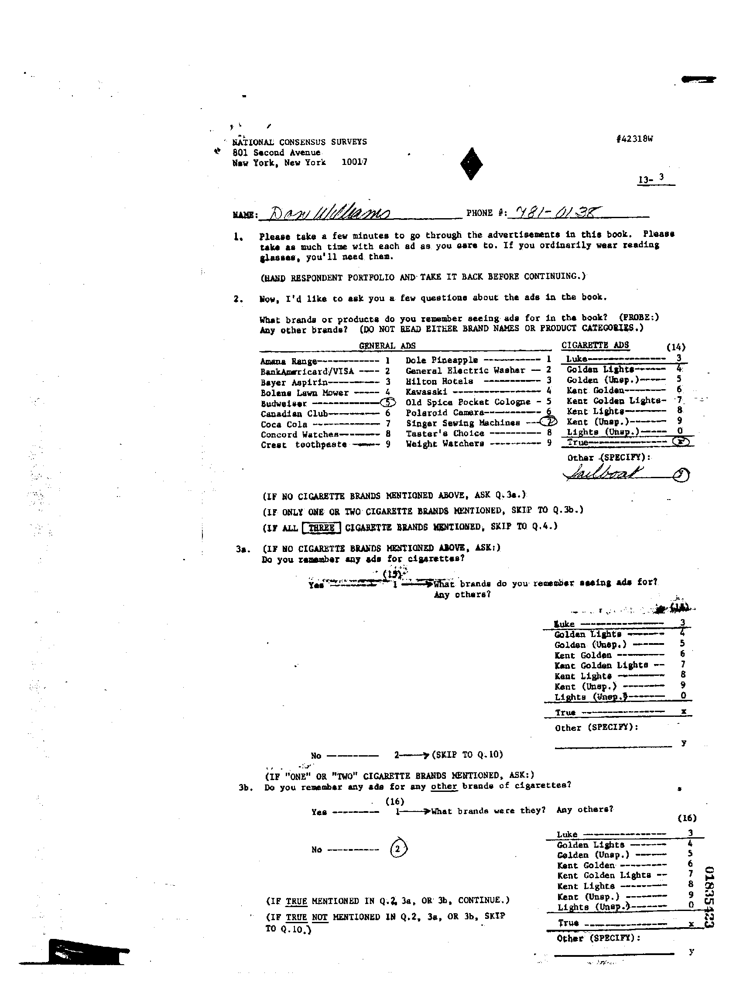 NATIONAL CONSENSUS SURVEYS #42318W
801 Second Avenue
New York, New York 10017
13- 3
NAME: Dan Williams PHONE #: 781-0138
1. Please take a few minutes to go through the advertisements in this book. Please
take as much time with each ad as you care to. If you ordinarily wear reading
glasses, you'll need them.
(HAND RESPONDENT PORTFOLIO AND TAKE IT BACK BEFORE CONTINUING.)
2. Now, I'd like to ask you a few questions about the ads in the book.
What brands or products do you remember seeing ads for in the book? (PROBE:)
Any other brands? (DO NOT READ EITHER BRAND NAMES OR PRODUCT CATEGORIES.)
GENERAL ADS CIGARETTE ADS (14)
Amana Range----------- 1 Dole Pineapple ----------- 1 Luke---------------- 3
BankAmericard/VISA ---- 2 General Electric Washer -- 2 Golden Lights------ 4
Bayer Aspirin---------- 3 Hilton Hotels ----------- 3 Golden (Unsp.)----- 5
Bolens Lawn Mower ----- 4 Kawasaki ---------------- 4 Kent Golden-------- 6
Budweiser ------------- 5 Old Spice Pocket Cologne - 5 Kent Golden Lights- 7
Canadian Club---------- 6 Polaroid Camera---------- 6 Kent Lights-------- 8
Coca Cola ------------- 7 Singer Sewing Machines --- 7 Kent (Unsp.)------- 9
Concord Watches-------- 8 Taster's Choice ---------- 8 Lights (Unsp.)----- 0
Crest toothpaste ------ 9 Weight Watchers ---------- 9 True--------------- x
Other (SPECIFY):
Sailboat y
(IF NO CIGARETTE BRANDS MENTIONED ABOVE, ASK Q.3a.)
(IF ONLY ONE OR TWO CIGARETTE BRANDS MENTIONED, SKIP TO Q.3b.)
(IF ALL THREE CIGARETTE BRANDS MENTIONED, SKIP TO Q.4.)
3a. (IF NO CIGARETTE BRANDS MENTIONED ABOVE, ASK:)
Do you remember any ads for cigarettes?
(15)
Yes ------------ 1 ----> What brands do you remember seeing ads for?
Any others?
Luke ---------------- 3
Golden Lights ------- 4
Golden (Unsp.) ------ 5
Kent Golden --------- 6
Kent Golden Lights -- 7
Kent Lights --------- 8
Kent (Unsp.) -------- 9
Lights (Unsp.)------- 0
True ---------------- x
Other (SPECIFY):
y
No --------- 2----> (SKIP TO Q.10)
(IF "ONE" OR "TWO" CIGARETTE BRANDS MENTIONED, ASK:)
3b. Do you remember any ads for any other brands of cigarettes?
(16)
Yes -------- 1----> What brands were they? Any others?
(16)
Luke ---------------- 3
No ---------- 2 Golden Lights ------- 4
Golden (Unsp.) ------ 5
Kent Golden --------- 6
Kent Golden Lights -- 7
Kent Lights --------- 8
(IF TRUE MENTIONED IN Q.2, 3a, OR 3b, CONTINUE.) Kent (Unsp.) -------- 9
(IF TRUE NOT MENTIONED IN Q.2, 3a, OR 3b, SKIP Lights (Unsp.)------- 0
TO Q.10.) True ---------------- x
Other (SPECIFY):
y
01835423